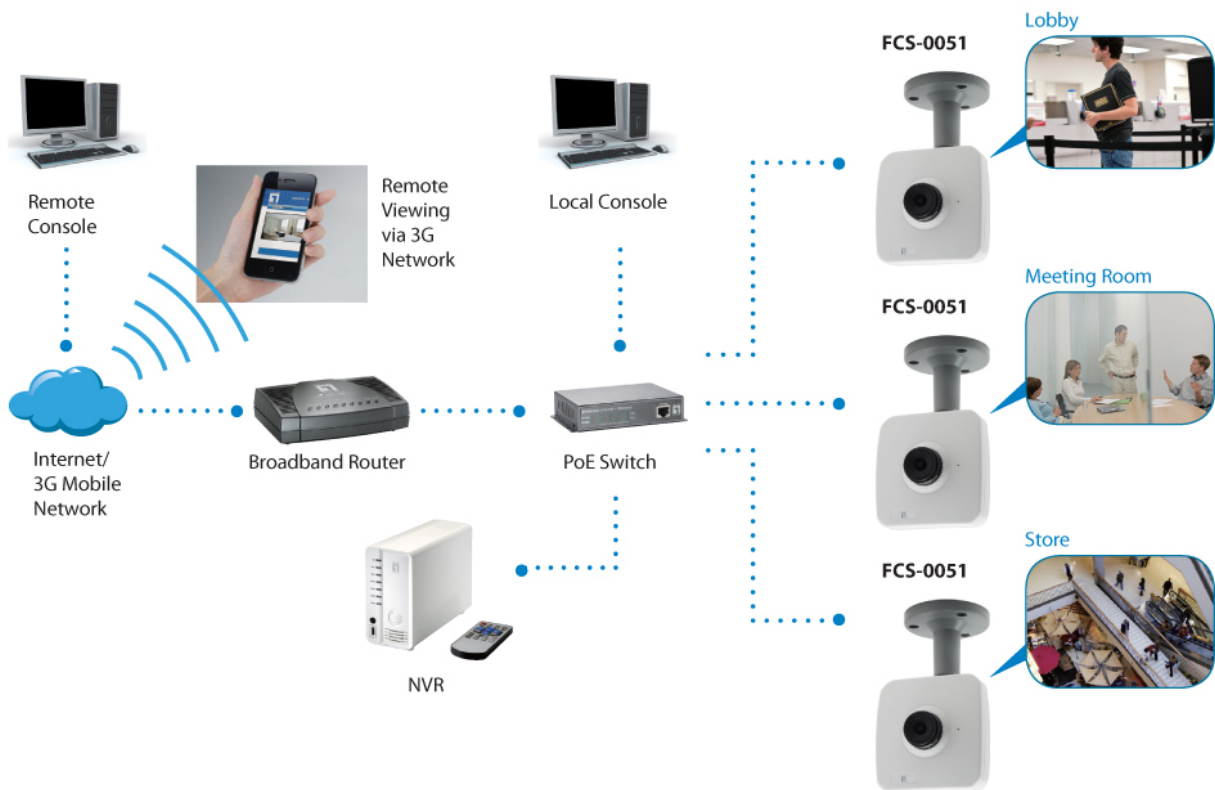 Lobby
FCS-0051
Remote
Console
Remote
Viewing
via 3G
Network
Local Console
Meeting Room
FCS-0051
Internet/
3G Mobile
Network
Broadband Router
PoE Switch
Store
FCS-0051
NVR